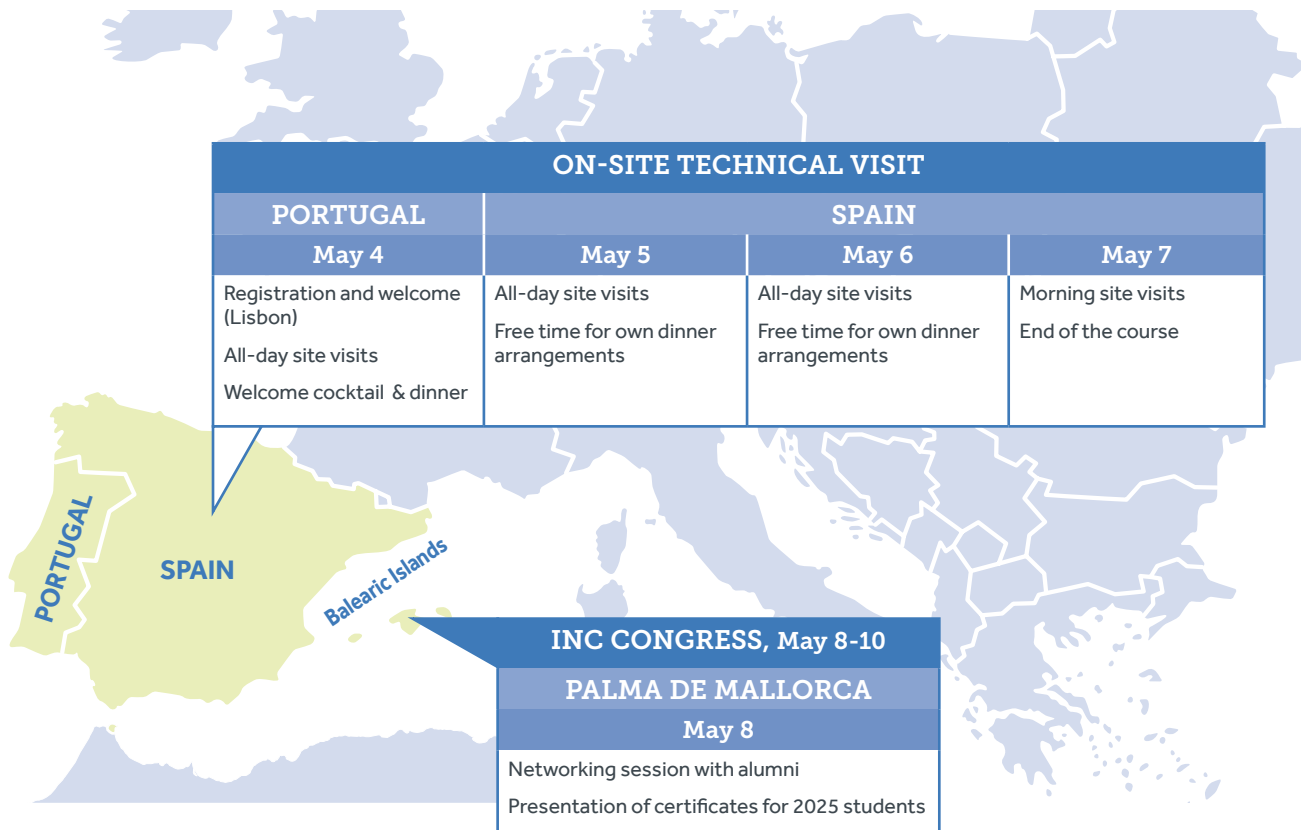 ON-SITE TECHNICAL VISIT
PORTUGAL
SPAIN
May 4
May 5
May 6
May 7
Registration and welcome
(Lisbon)
All-day site visits
Welcome cocktail & dinner
All-day site visits
Free time for own dinner
arrangements
All-day site visits
Free time for own dinner
arrangements
Morning site visits
End of the course
PORTUGAL
SPAIN
Balearic Islands
INC CONGRESS, May 8-10
PALMA DE MALLORCA
May 8
Networking session with alumni
Presentation of certificates for 2025 students